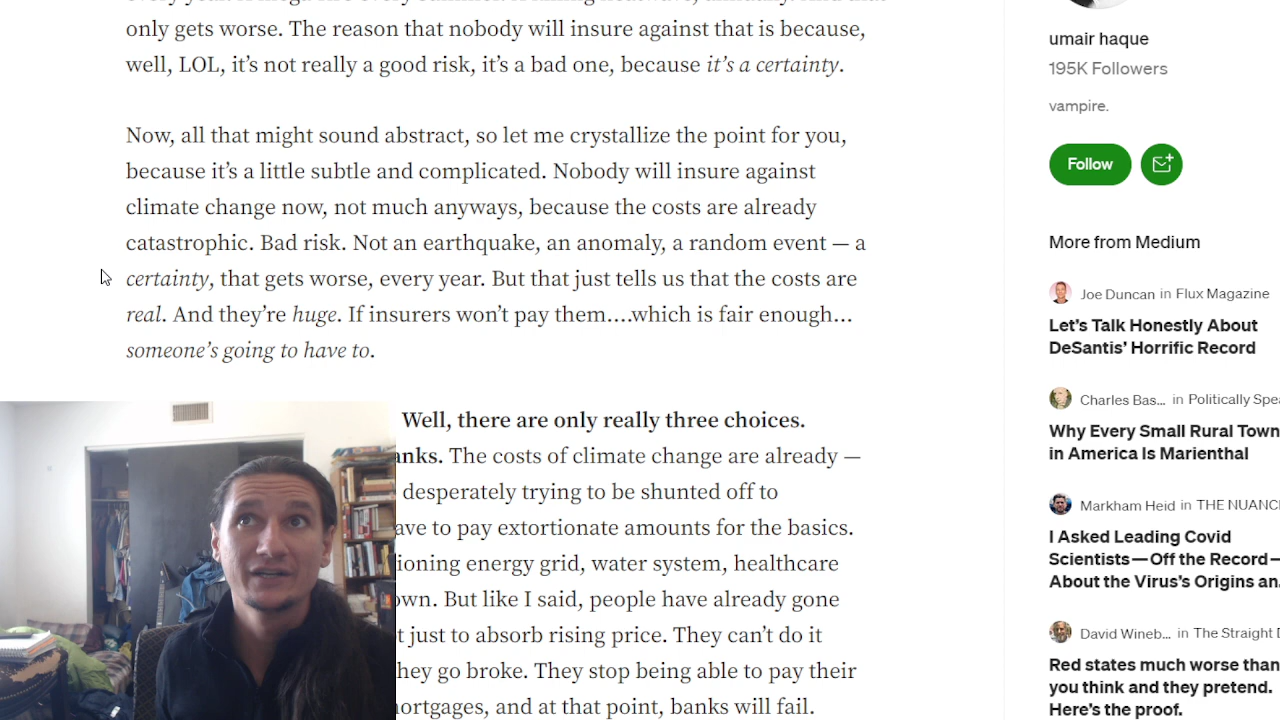 only gets worse. The reason that nobody will insure against that is because,
well, LOL, it’s not really a good risk, it’s a bad one, because it’s a certainty.
Now, all that might sound abstract, so let me crystallize the point for you,
because it’s a little subtle and complicated. Nobody will insure against
climate change now, not much anyways, because the costs are already
catastrophic. Bad risk. Not an earthquake, an anomaly, a random event — a
certainty, that gets worse, every year. But that just tells us that the costs are
real. And they’re huge. If insurers won’t pay them….which is fair enough…
someone’s going to have to.
Well, there are only really three choices.
anks. The costs of climate change are already —
desperately trying to be shunted off to
ave to pay extortionate amounts for the basics.
ioning energy grid, water system, healthcare
own. But like I said, people have already gone
t just to absorb rising price. They can’t do it
hey go broke. They stop being able to pay their
ortgages, and at that point, banks will fail.
umair haque
195K Followers
vampire.
Follow
More from Medium
Joe Duncan in Flux Magazine
Let’s Talk Honestly About
DeSantis’ Horrific Record
Charles Bas... in Politically Spea
Why Every Small Rural Town
in America Is Marienthal
Markham Heid in THE NUANC
I Asked Leading Covid
Scientists—Off the Record—
About the Virus’s Origins an
David Wineb... in The Straight D
Red states much worse than
you think and they pretend.
Here’s the proof.